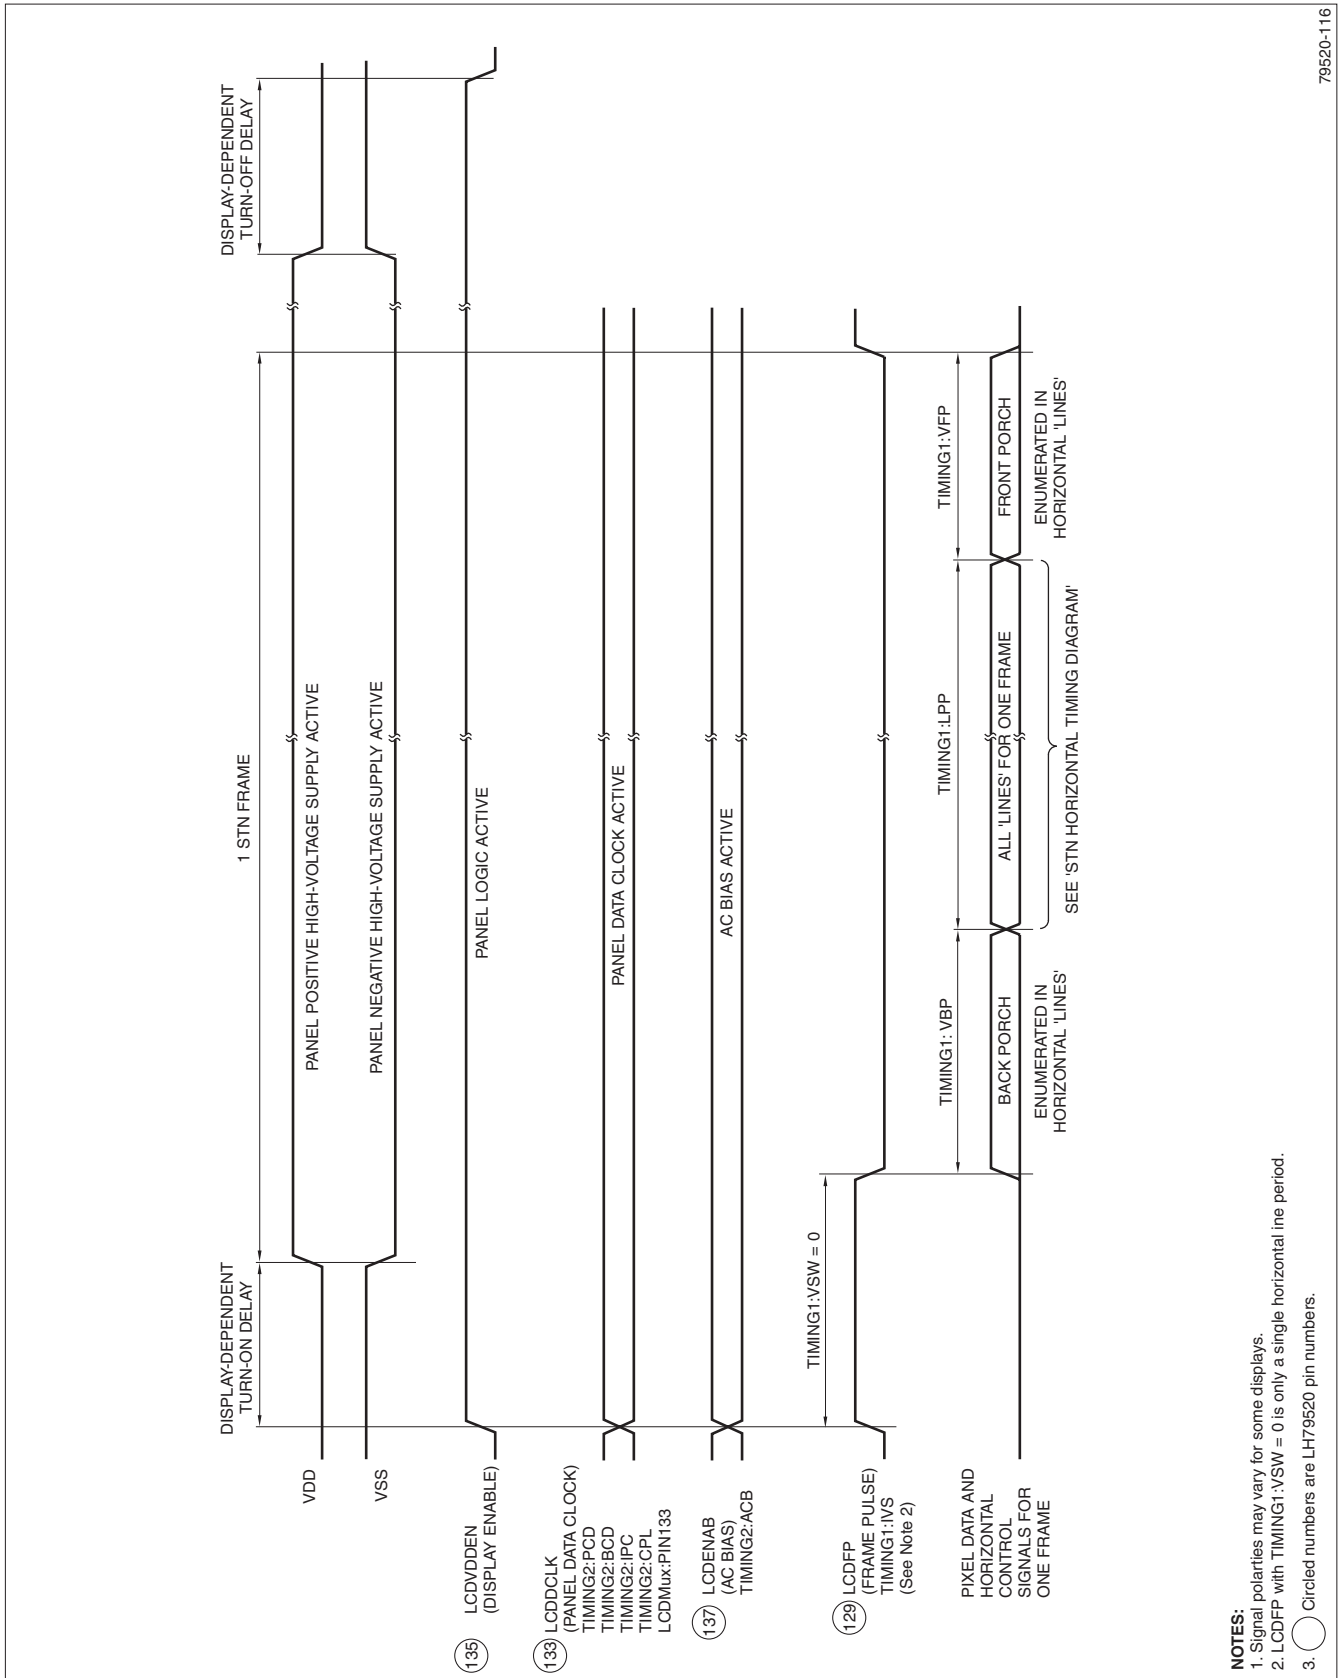 DISPLAY-DEPENDENT
TURN-ON DELAY
1 STN FRAME
DISPLAY-DEPENDENT
TURN-OFF DELAY
VDD
PANEL POSITIVE HIGH-VOLTAGE SUPPLY ACTIVE
VSS
PANEL NEGATIVE HIGH-VOLTAGE SUPPLY ACTIVE
135
LCDVDDEN
(DISPLAY ENABLE)
PANEL LOGIC ACTIVE
133
LCDDCLK
(PANEL DATA CLOCK)
TIMING2:PCD
TIMING2:BCD
TIMING2:IPC
TIMING2:CPL
LCDMux:PIN133
PANEL DATA CLOCK ACTIVE
137
LCDENAB
(AC BIAS)
TIMING2:ACB
AC BIAS ACTIVE
TIMING1:VSW = 0
129
LCDFP
(FRAME PULSE)
TIMING1:IVS
(See Note 2)
TIMING1: VBP
TIMING1:LPP
TIMING1:VFP
PIXEL DATA AND
HORIZONTAL
CONTROL
SIGNALS FOR
ONE FRAME
BACK PORCH
ALL 'LINES' FOR ONE FRAME
FRONT PORCH
ENUMERATED IN
HORIZONTAL 'LINES'
SEE 'STN HORIZONTAL TIMING DIAGRAM'
ENUMERATED IN
HORIZONTAL 'LINES'
NOTES:
1. Signal polarties may vary for some displays.
2. LCDFP with TIMING1:VSW = 0 is only a single horizontal ine period.
3. Circled numbers are LH79520 pin numbers.
79520-116